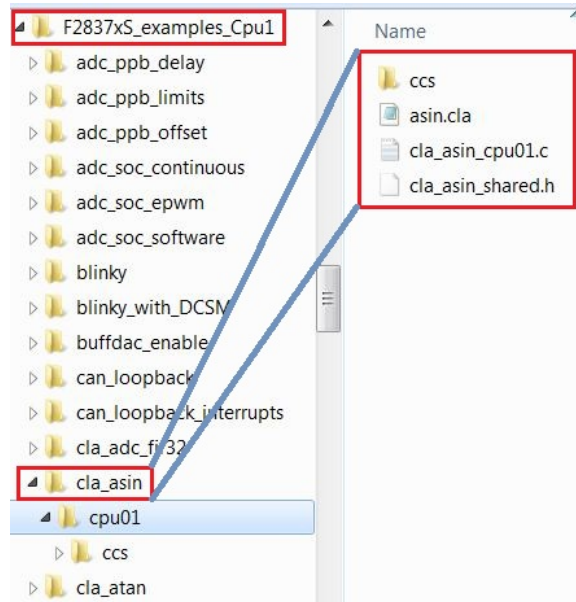 F2837xS_examples_Cpu1
adc_ppb_delay
adc_ppb_limits
adc_ppb_offset
adc_soc_continuous
adc_soc_epwm
adc_soc_software
blinky
blinky_with_DCSM
buffdac_enable
can_loopback
can_loopback_interrupts
cla_adc_fir32
cla_asin
cpu01
ccs
cla_atan
Name
ccs
asin.cla
cla_asin_cpu01.c
cla_asin_shared.h